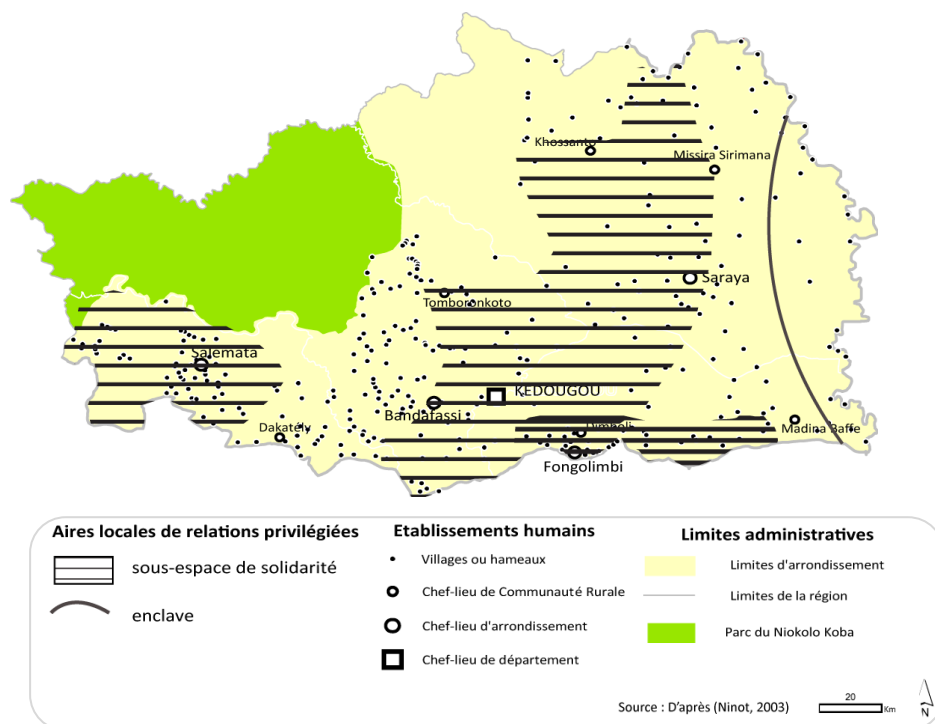 Khossanto
Missira Sirimana
Saraya
Tomboronkoto
Salemata
KEDOUGOU
Bandafassi
Dakatély
Dimboli
Madina Baffe
Fongolimbi
Aires locales de relations privilégiées
sous-espace de solidarité
enclave
Etablissements humains
Villages ou hameaux
Chef-lieu de Communauté Rurale
Chef-lieu d'arrondissement
Chef-lieu de département
Limites administratives
Limites d'arrondissement
Limites de la région
Parc du Niokolo Koba
Source : D'après (Ninot, 2003)
20
Km
N